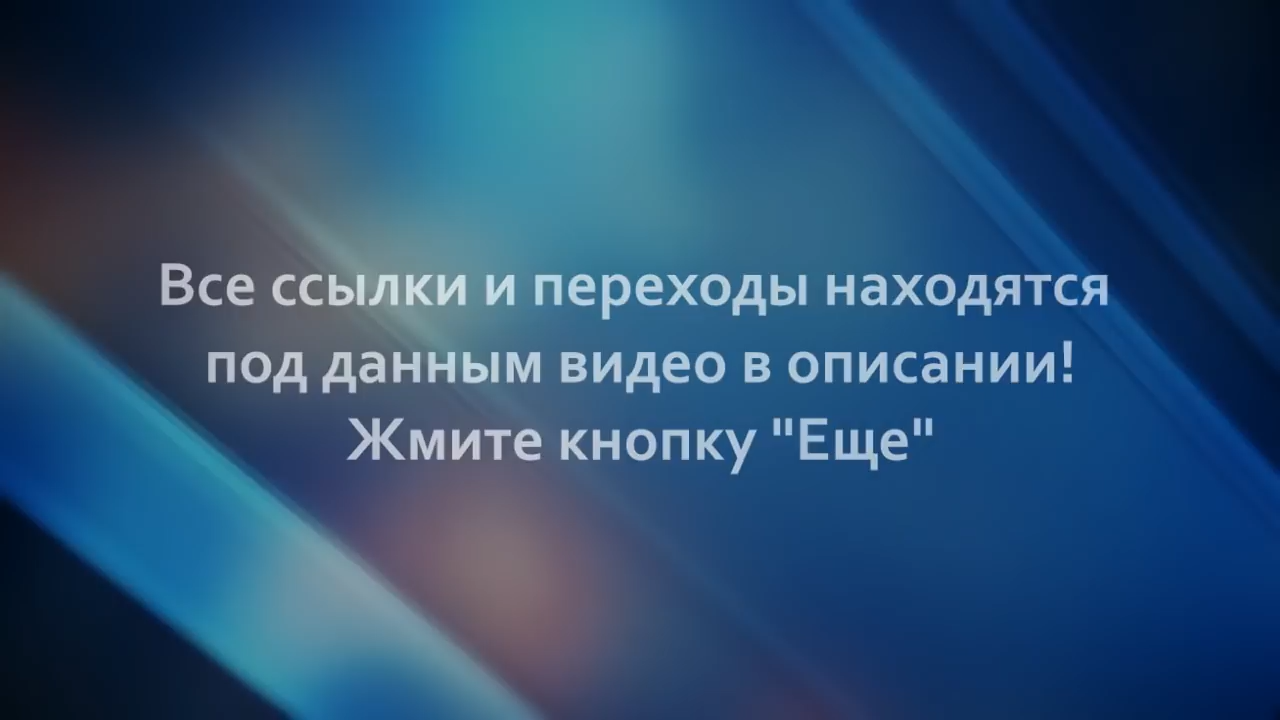 Все ссылки и переходы находятся
под данным видео в описании!
Жмите кнопку "Еще"